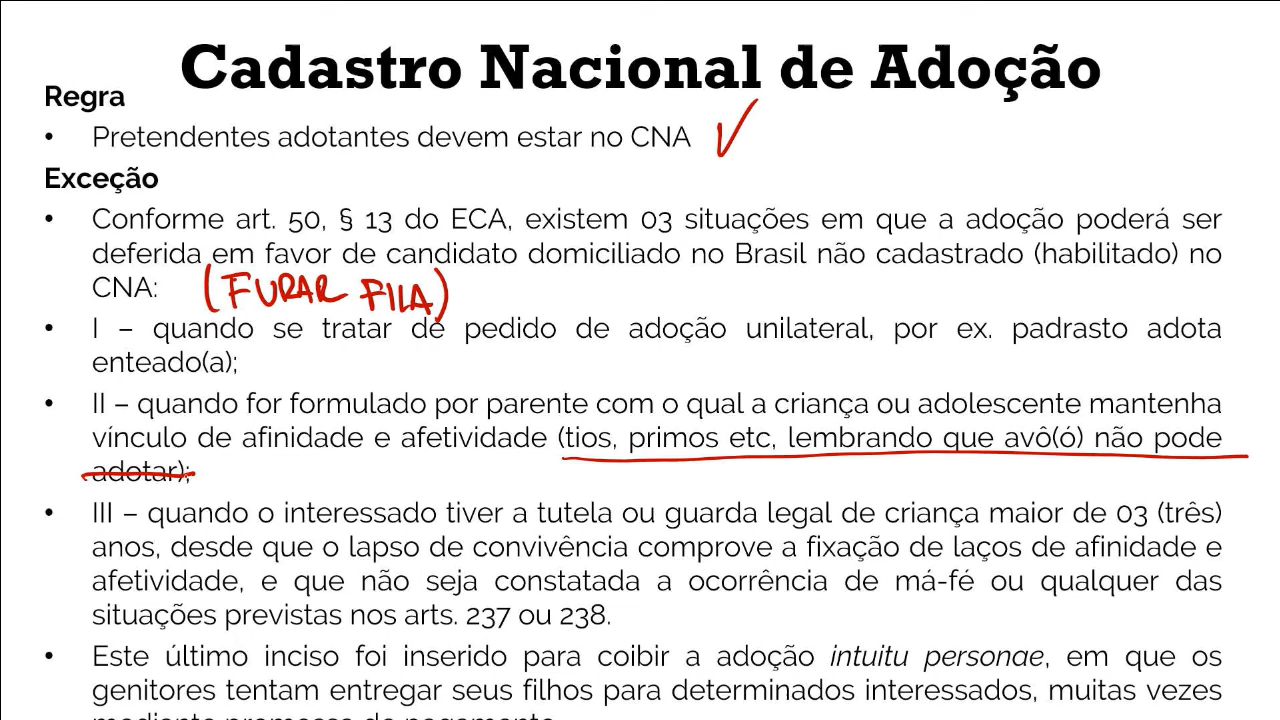 Cadastro Nacional de Adoção
Regra
• Pretendentes adotantes devem estar no CNA
Exceção
• Conforme art. 50, § 13 do ECA, existem 03 situações em que a adoção poderá ser
deferida em favor de candidato domiciliado no Brasil não cadastrado (habilitado) no
CNA:
(FURAR FILA)
• I – quando se tratar de pedido de adoção unilateral, por ex. padrasto adota
enteado(a);
• II – quando for formulado por parente com o qual a criança ou adolescente mantenha
vínculo de afinidade e afetividade (tios, primos etc, lembrando que avô(ó) não pode
adotar);
• III – quando o interessado tiver a tutela ou guarda legal de criança maior de 03 (três)
anos, desde que o lapso de convivência comprove a fixação de laços de afinidade e
afetividade, e que não seja constatada a ocorrência de má-fé ou qualquer das
situações previstas nos arts. 237 ou 238.
• Este último inciso foi inserido para coibir a adoção intuitu personae, em que os
genitores tentam entregar seus filhos para determinados interessados, muitas vezes
mediante promessa de pagamento.